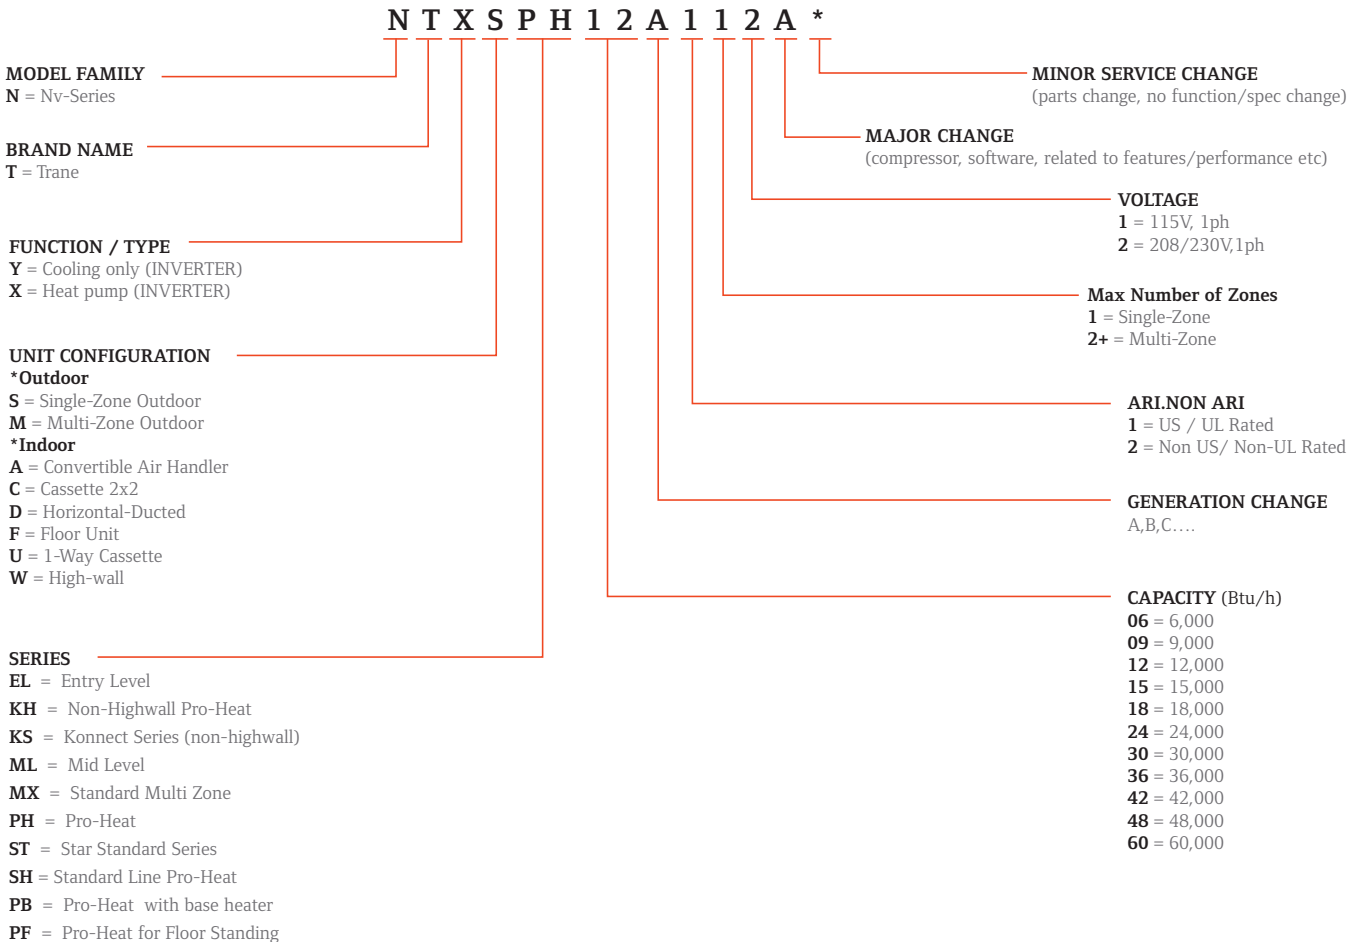 N T X S P H 1 2 A 1 1 2 A *
MODEL FAMILY
N = Nv-Series
BRAND NAME
T = Trane
FUNCTION / TYPE
Y = Cooling only (INVERTER)
X = Heat pump (INVERTER)
UNIT CONFIGURATION
*Outdoor
S = Single-Zone Outdoor
M = Multi-Zone Outdoor
*Indoor
A = Convertible Air Handler
C = Cassette 2x2
D = Horizontal-Ducted
F = Floor Unit
U = 1-Way Cassette
W = High-wall
SERIES
EL = Entry Level
KH = Non-Highwall Pro-Heat
KS = Konnect Series (non-highwall)
ML = Mid Level
MX = Standard Multi Zone
PH = Pro-Heat
ST = Star Standard Series
SH = Standard Line Pro-Heat
PB = Pro-Heat with base heater
PF = Pro-Heat for Floor Standing
MINOR SERVICE CHANGE
(parts change, no function/spec change)
MAJOR CHANGE
(compressor, software, related to features/performance etc)
VOLTAGE
1 = 115V, 1ph
2 = 208/230V,1ph
Max Number of Zones
1 = Single-Zone
2+ = Multi-Zone
ARI.NON ARI
1 = US / UL Rated
2 = Non US/ Non-UL Rated
GENERATION CHANGE
A,B,C....
CAPACITY (Btu/h)
06 = 6,000
09 = 9,000
12 = 12,000
15 = 15,000
18 = 18,000
24 = 24,000
30 = 30,000
36 = 36,000
42 = 42,000
48 = 48,000
60 = 60,000